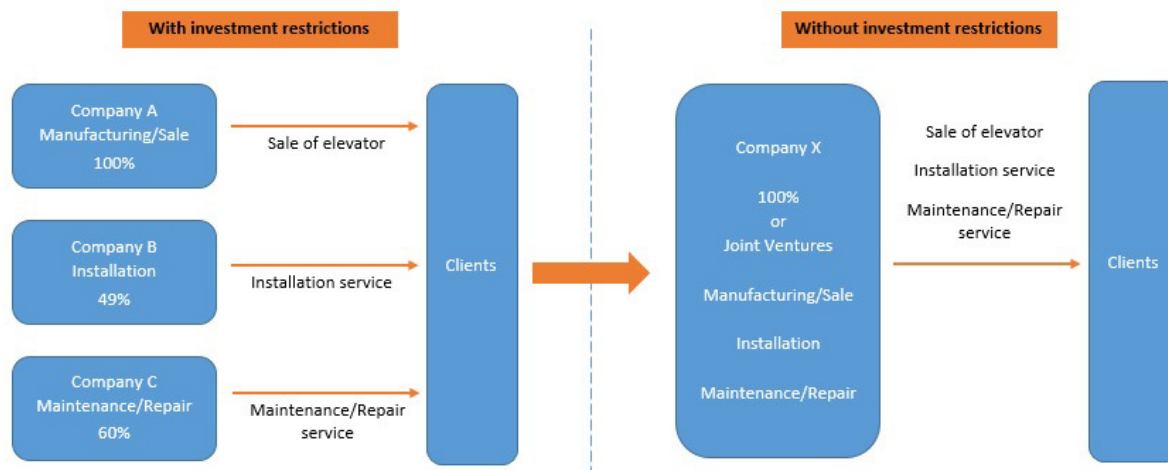 With investment restrictions
Company A
Manufacturing/Sale
100%
Sale of elevator
Company B
Installation
49%
Installation service
Company C
Maintenance/Repair
60%
Maintenance/Repair
service
Clients
Without investment restrictions
Company X
100%
or
Joint Ventures
Manufacturing/Sale
Installation
Maintenance/Repair
Sale of elevator
Installation service
Maintenance/Repair
service
Clients